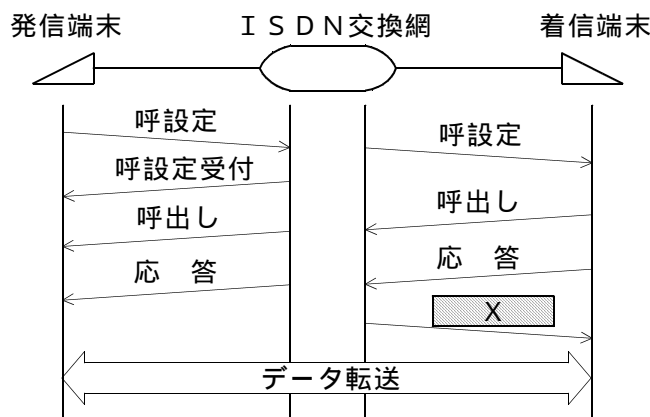 発信端末
ＩＳＤＮ交換網
着信端末
呼設定
呼設定
呼設定受付
呼出し
呼出し
応　答
応　答
X
データ転送